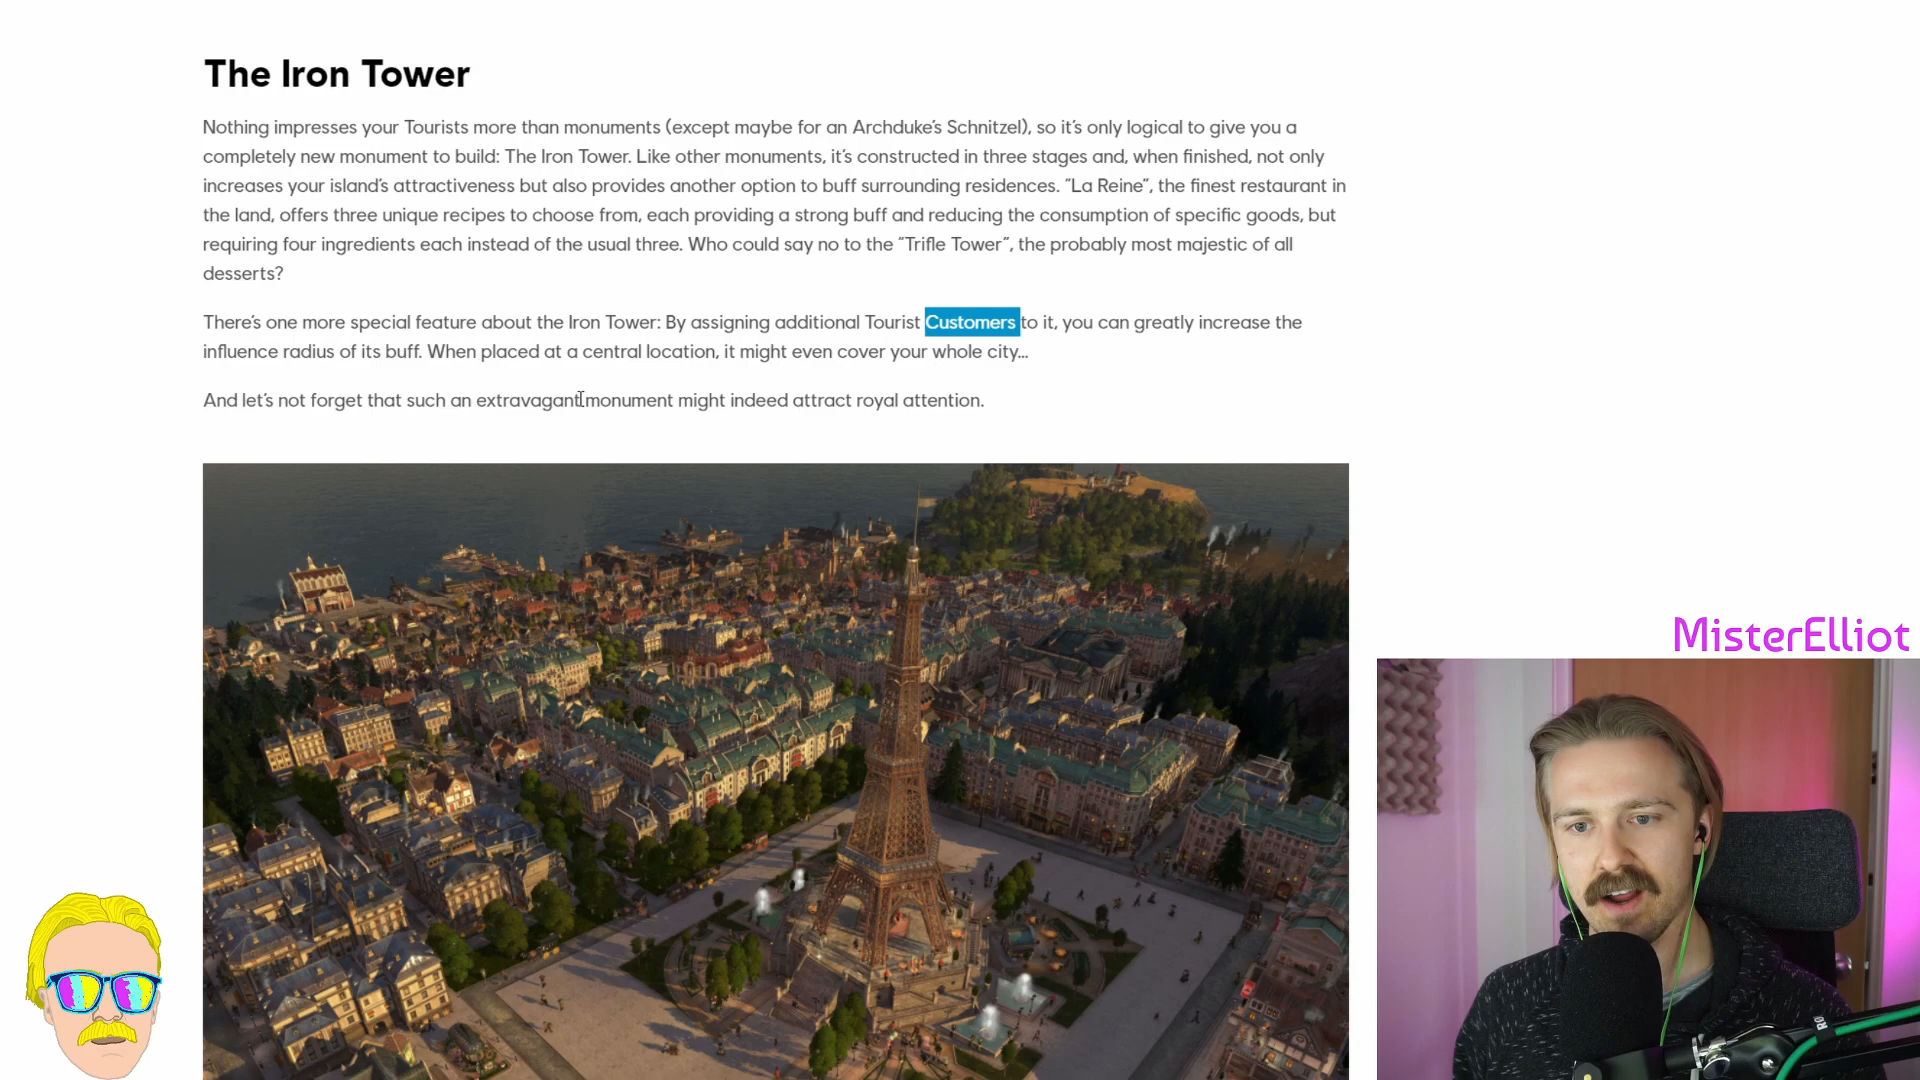 The Iron Tower
Nothing impresses your Tourists more than monuments (except maybe for an Archduke's Schnitzel), so it's only logical to give you a
completely new monument to build: The Iron Tower. Like other monuments, it's constructed in three stages and, when finished, not only
increases your island's attractiveness but also provides another option to buff surrounding residences. "La Reine", the finest restaurant in
the land, offers three unique recipes to choose from, each providing a strong buff and reducing the consumption of specific goods, but
requiring four ingredients each instead of the usual three. Who could say no to the "Trifle Tower", the probably most majestic of all
desserts?
There's one more special feature about the Iron Tower: By assigning additional Tourist Customers to it, you can greatly increase the
influence radius of its buff. When placed at a central location, it might even cover your whole city...
And let's not forget that such an extravagant monument might indeed attract royal attention.
MisterElliot